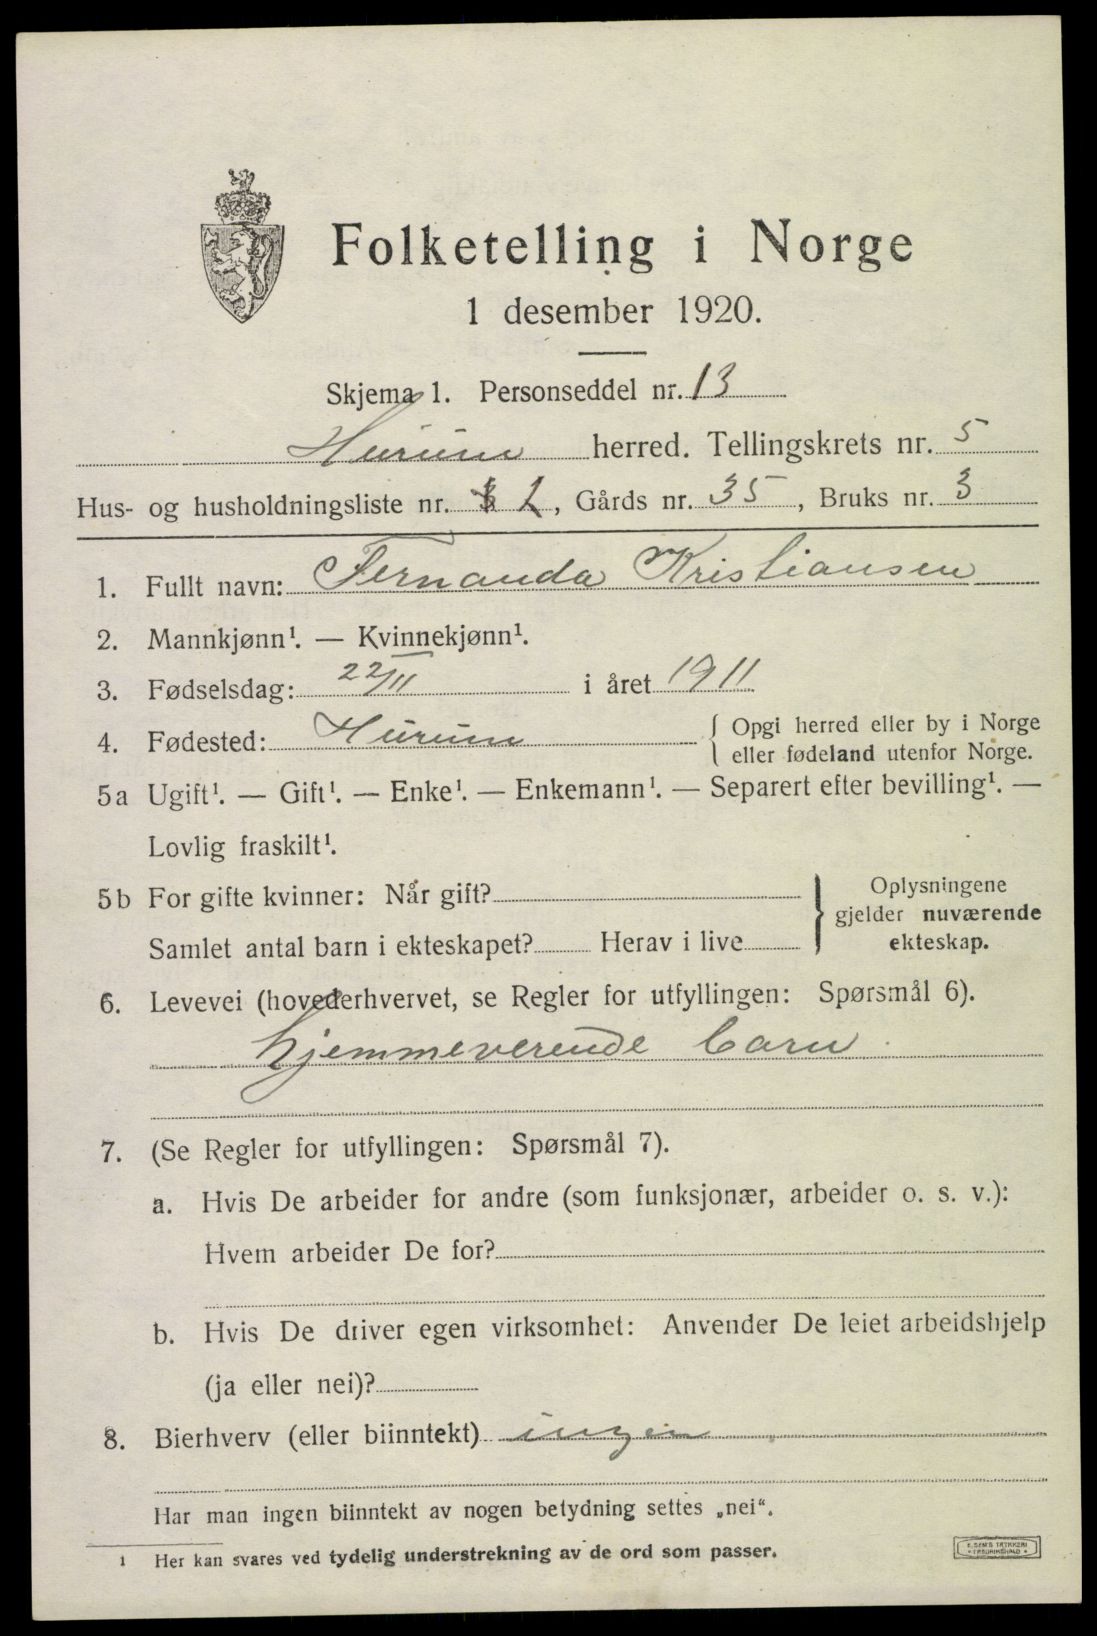 Folketelling i Norge
1 desember 1920.
Skjema 1. Personseddel nr. 13
Hurum herred. Tellingskrets nr. 5
Hus- og husholdningsliste nr. 2, Gårds nr. 35, Bruks nr. 3
1. Fullt navn: Fernanda Kristiansen
2. Mannkjønn¹. — Kvinnekjønn¹.
3. Fødselsdag: 22/11 i året 1911
4. Fødested: Hurum { Opgi herred eller by i Norge
eller fødeland utenfor Norge.
5 a Ugift¹. — Gift¹. — Enke¹. — Enkemann¹. — Separert efter bevilling¹. —
Lovlig fraskilt¹.
5 b For gifte kvinner: Når gift?
Samlet antal barn i ekteskapet? Herav i live
} Oplysningene
gjelder nuværende
ekteskap.
6. Levevei (hovederhvervet, se Regler for utfyllingen: Spørsmål 6).
hjemmeverende barn
7. (Se Regler for utfyllingen: Spørsmål 7).
a. Hvis De arbeider for andre (som funksjonær, arbeider o. s. v.):
Hvem arbeider De for?
b. Hvis De driver egen virksomhet: Anvender De leiet arbeidshjelp
(ja eller nei)?
8. Bierhverv (eller biinntekt) ingen
Har man ingen biinntekt av nogen betydning settes „nei“.
1 Her kan svares ved tydelig understrekning av de ord som passer.